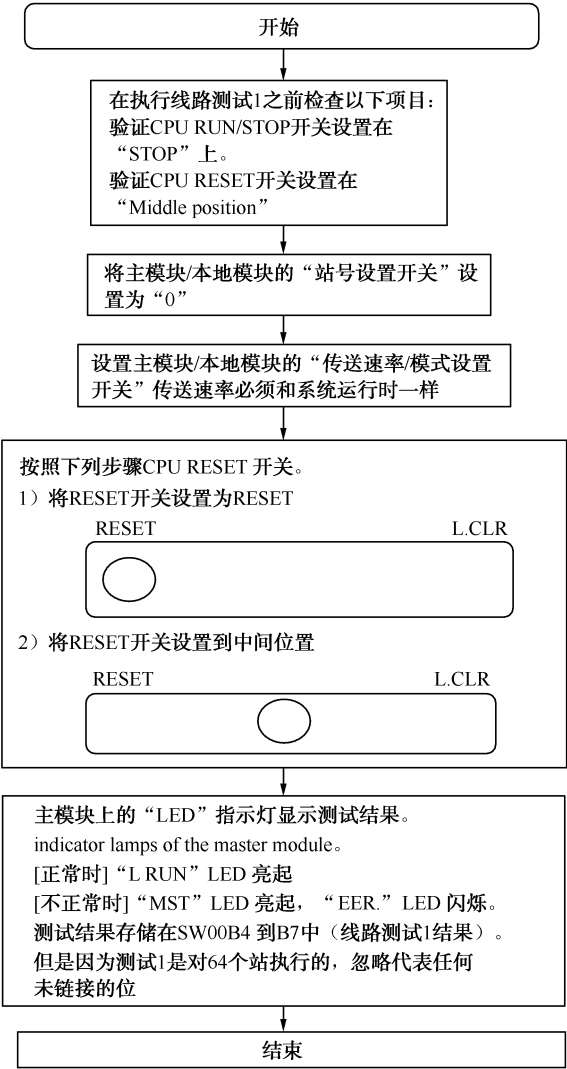 开始
在执行线路测试1之前检查以下项目：
验证CPU RUN/STOP开关设置在
“STOP”上。
验证CPU RESET开关设置在
“Middle position”
将主模块/本地模块的“站号设置开关”设
置为“0”
设置主模块/本地模块的“传送速率/模式设置
开关”传送速率必须和系统运行时一样
按照下列步骤CPU RESET 开关。
1）将RESET开关设置为RESET
RESET L.CLR
2）将RESET开关设置到中间位置
RESET L.CLR
主模块上的“LED”指示灯显示测试结果。
indicator lamps of the master module。
[正常时]“L RUN”LED 亮起
[不正常时]“MST”LED 亮起，“EER.”LED 闪烁。
测试结果存储在SW00B4 到B7中（线路测试1结果）。
但是因为测试1是对64个站执行的，忽略代表任何
未链接的位
结束